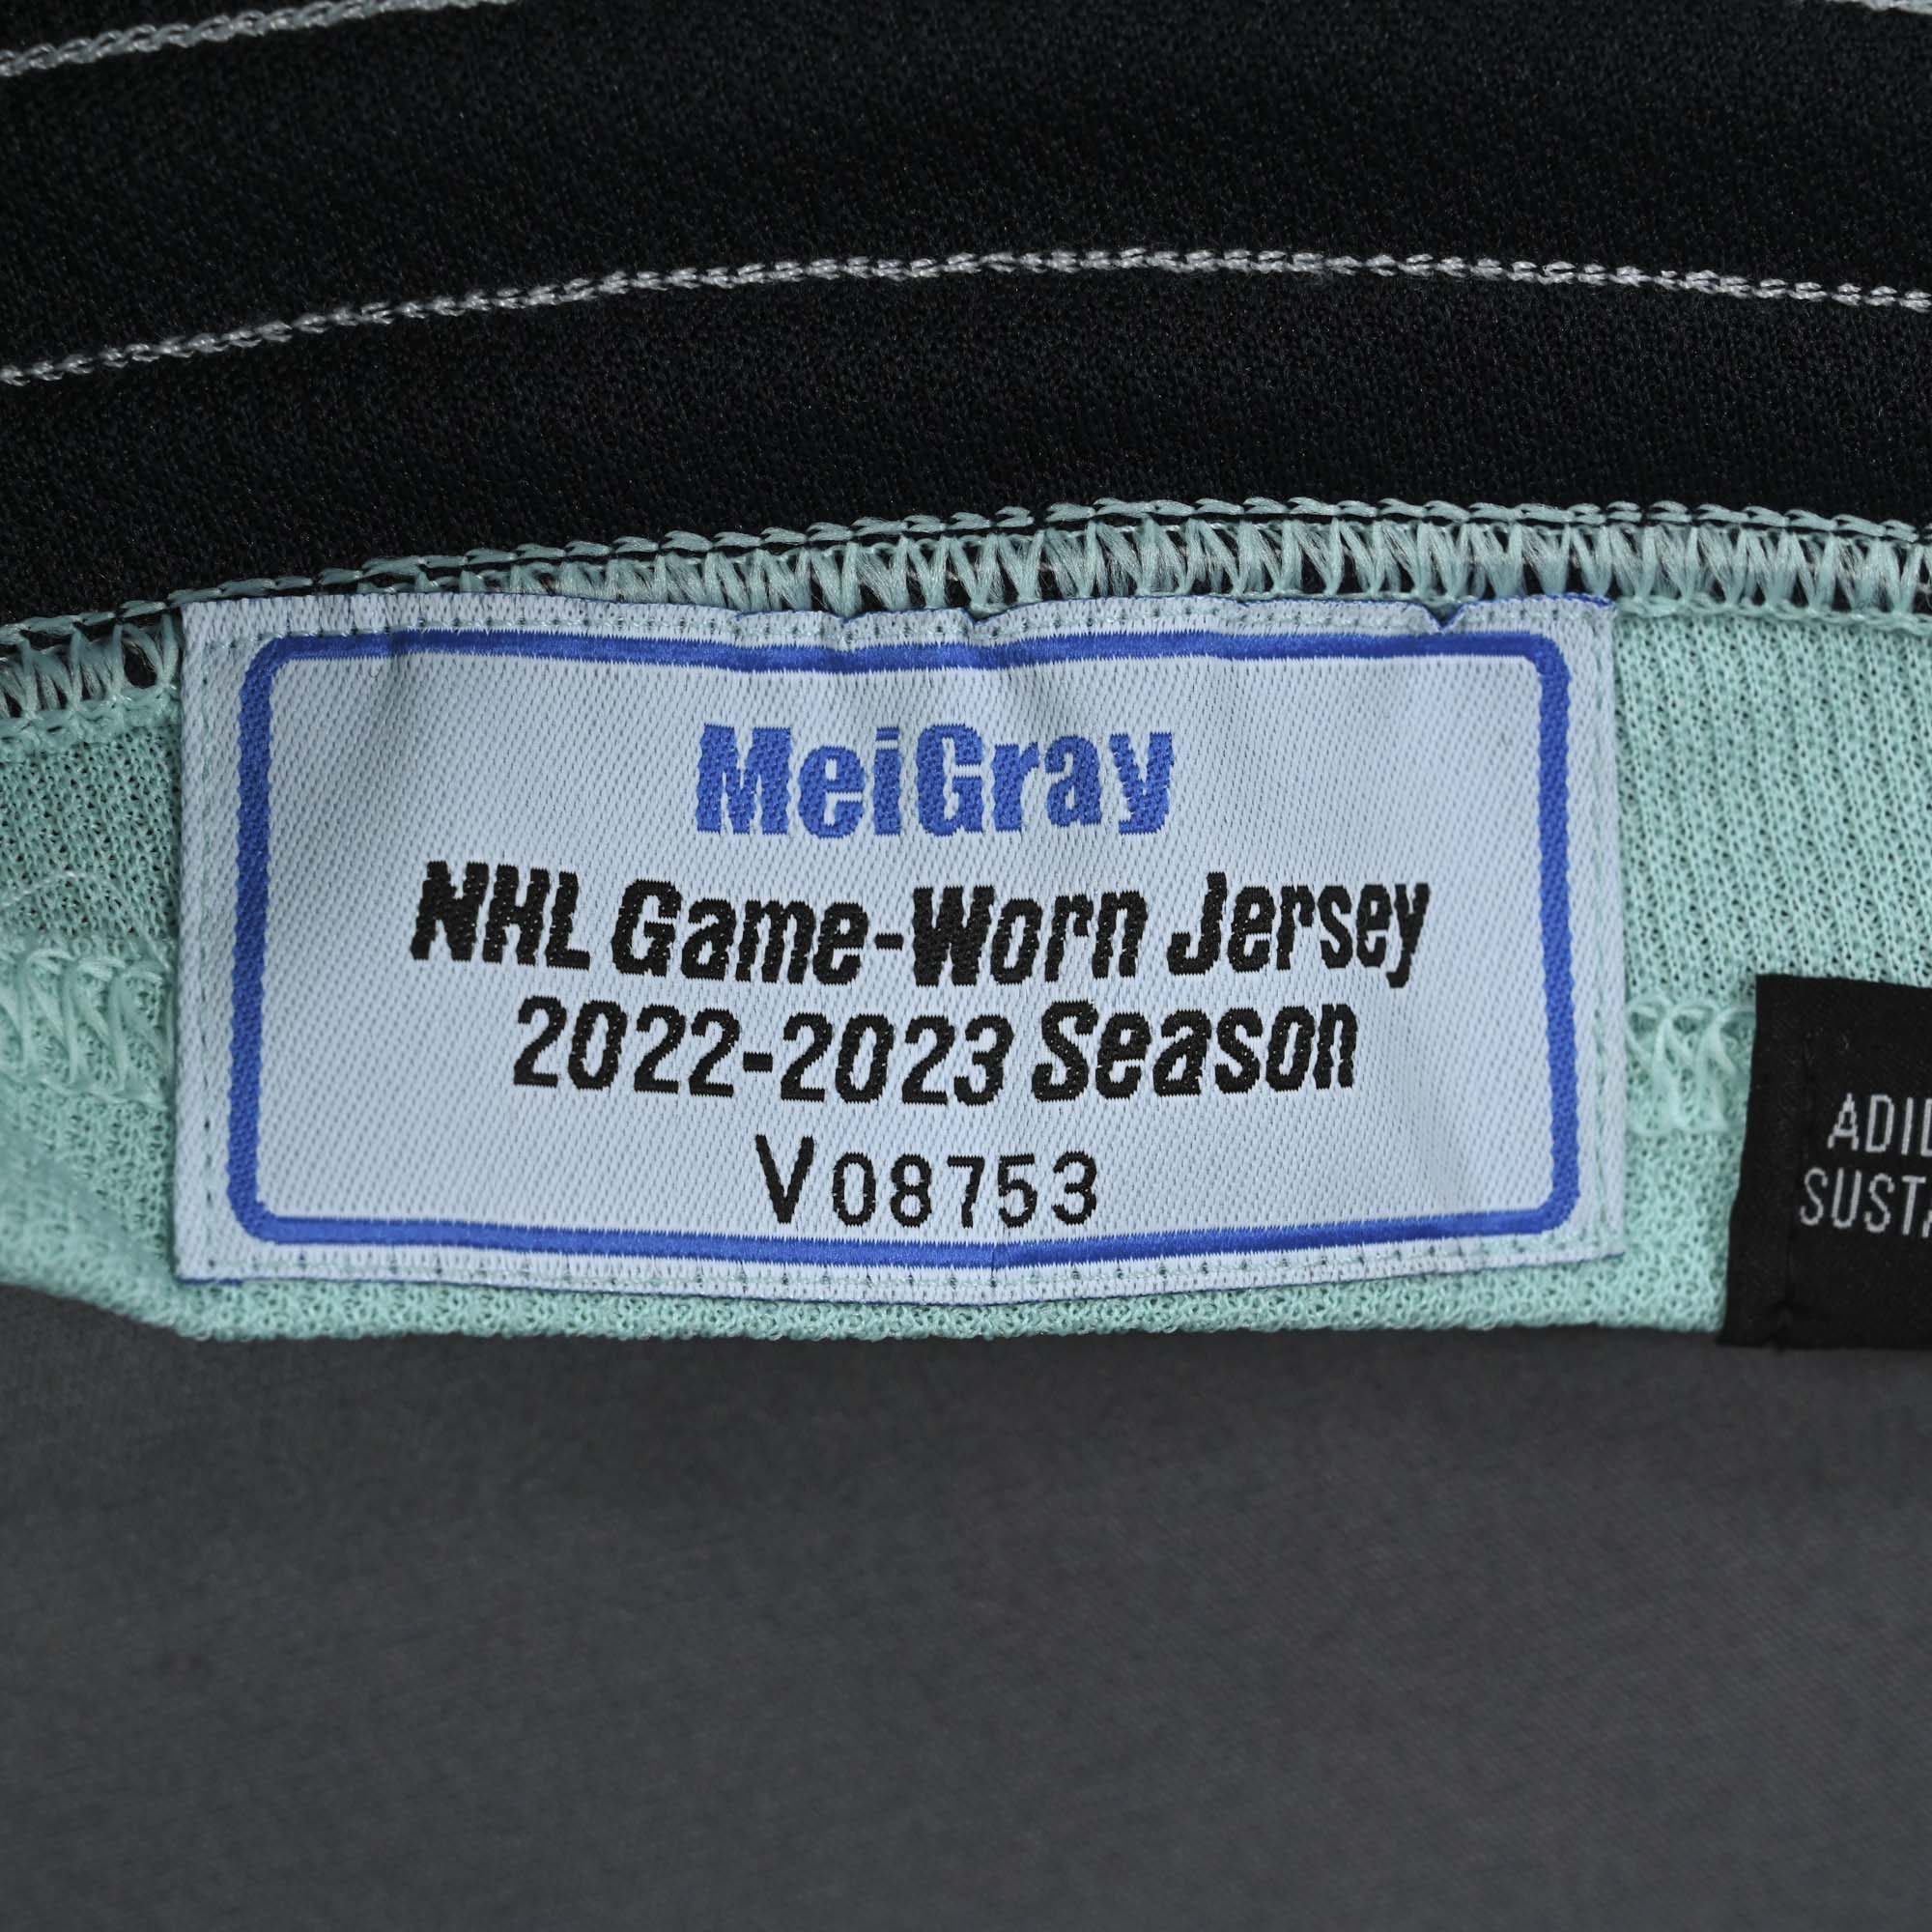 MeiGray
NHL Game-Worn Jersey
2022-2023 Season
V08753